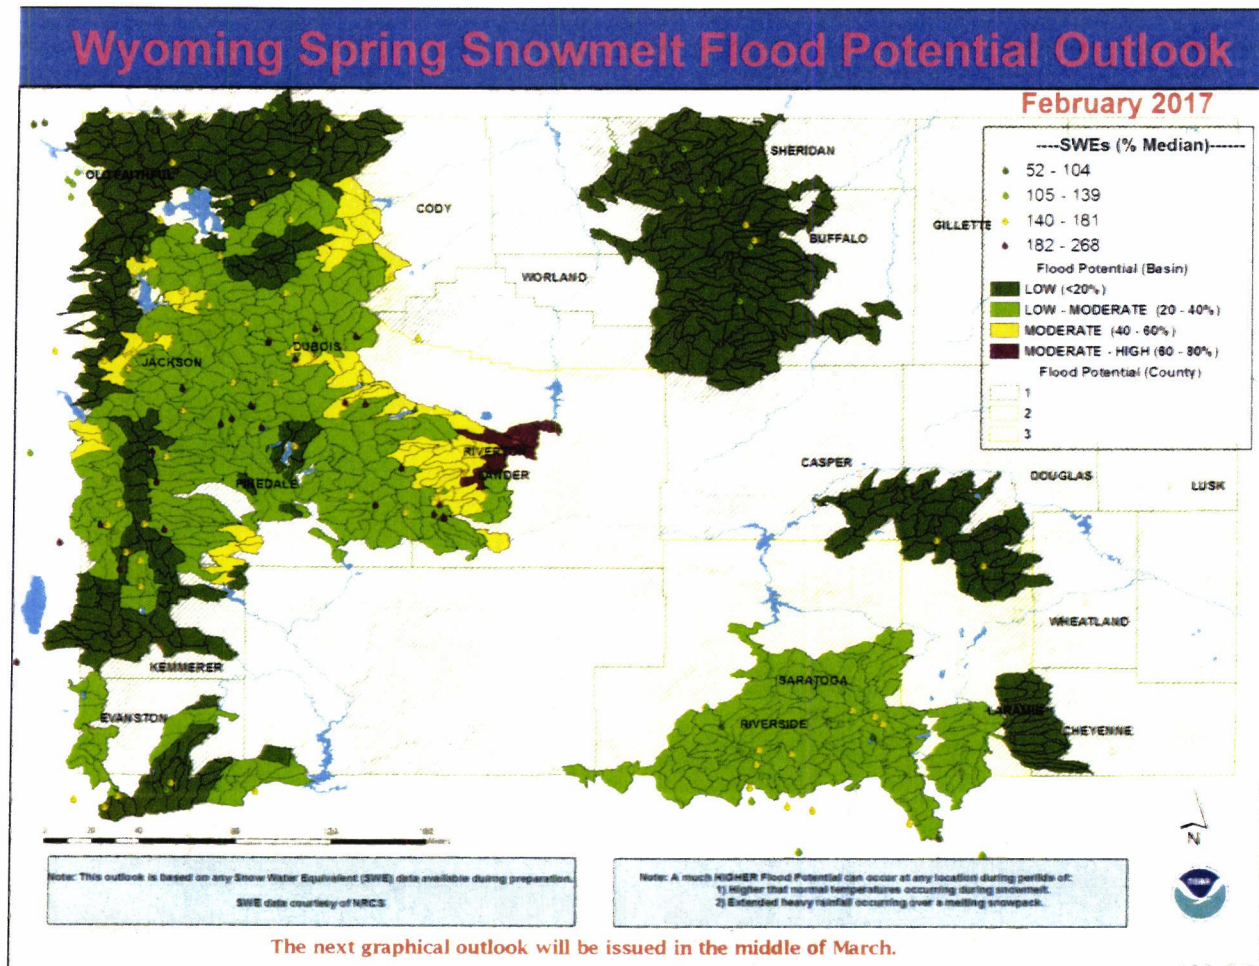 Wyoming Spring Snowmelt Flood Potential Outlook
February 2017
----SWEs (% Median)------
52 - 104
105 - 139
140 - 181
182 - 268
Flood Potential (Basin)
LOW (<20%)
LOW - MODERATE (20 - 40%)
MODERATE (40 - 60%)
MODERATE - HIGH (60 - 80%)
Flood Potential (County)
1
2
3
OLD FAITHFUL
CODY
SHERIDAN
BUFFALO
GILLETTE
WORLAND
JACKSON
DUBOIS
RIVERTON
LANDER
PINEDALE
CASPER
DOUGLAS
LUSK
WHEATLAND
KEMMERER
EVANSTON
SARATOGA
RIVERSIDE
LARAMIE
CHEYENNE
N
Note: This outlook is based on any Snow Water Equivalent (SWE) data available during preparation.
SWE data courtesy of NRCS
Note: A much HIGHER Flood Potential can occur at any location during periods of:
1) Higher that normal temperatures occurring during snowmelt.
2) Extended heavy rainfall occurring over a melting snowpack.
The next graphical outlook will be issued in the middle of March.